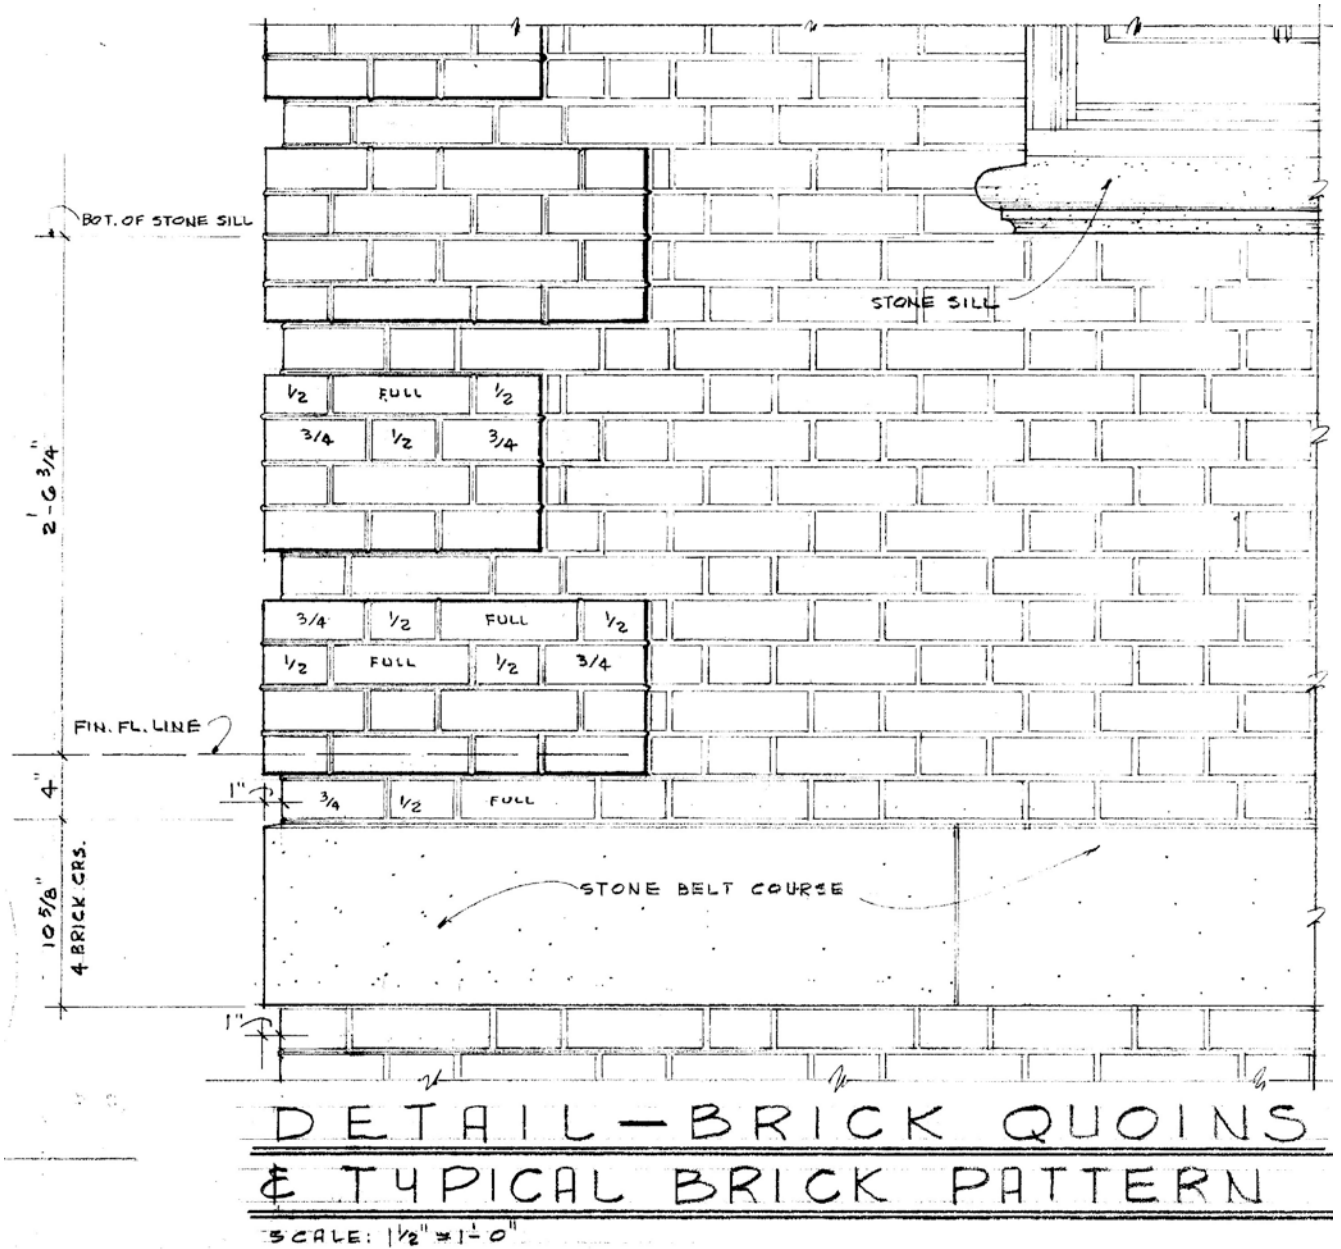 BOT. OF STONE SILL
STONE SILL
1/2 FULL 1/2
3/4 1/2 3/4
2'-6 3/4"
3/4 1/2 FULL 1/2
1/2 FULL 1/2 3/4
FIN. FL. LINE
4"
1"
3/4 1/2 FULL
STONE BELT COURSE
10 5/8"
4 BRICK CRS.
1"
DETAIL—BRICK QUOINS
& TYPICAL BRICK PATTERN
SCALE: 1 1/2" = 1'-0"